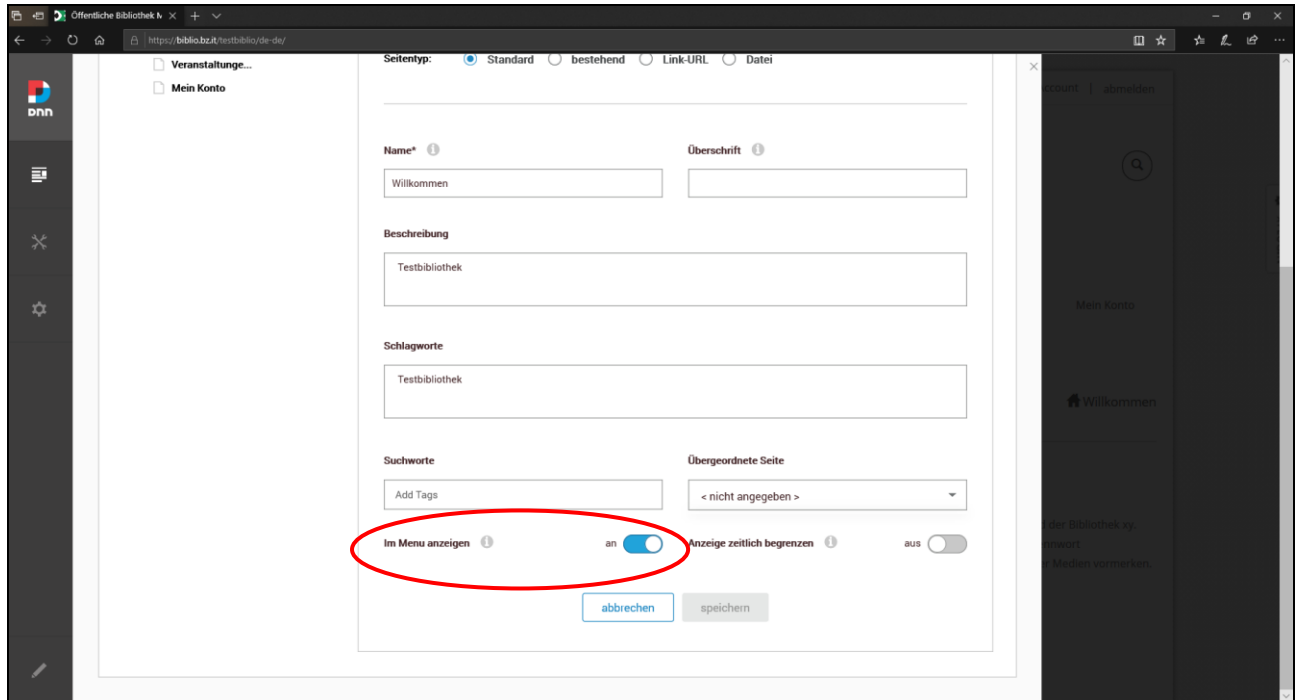 Öffentliche Bibliothek M
https://biblio.bz.it/testbiblio/de-de/
Veranstaltunge...
Mein Konto
Seitentyp: Standard bestehend Link-URL Datei
account | abmelden
DNN
Name* Überschrift
Willkommen
Beschreibung
Testbibliothek
Mein Konto
Schlagworte
Testbibliothek
Willkommen
Suchworte Übergeordnete Seite
Add Tags < nicht angegeben >
der Bibliothek xy.
Im Menu anzeigen an Anzeige zeitlich begrenzen aus
Medien vormerken.
abbrechen speichern